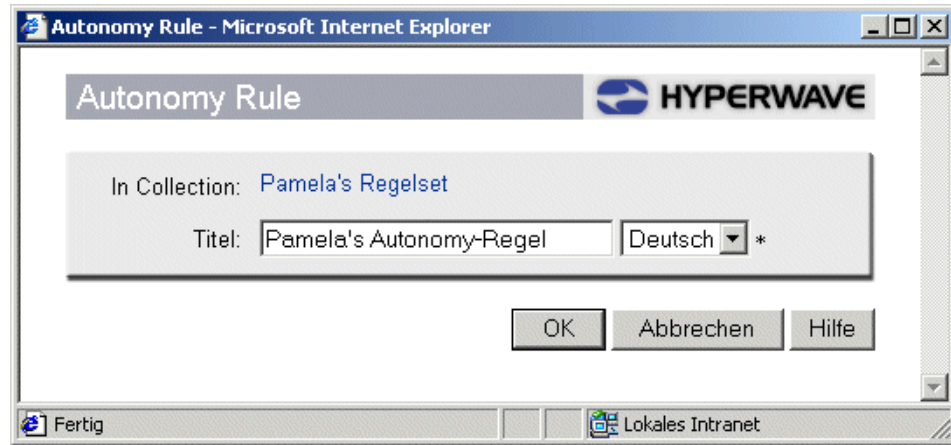 Autonomy Rule - Microsoft Internet Explorer
Autonomy Rule
HYPERWAVE
In Collection: Pamela's Regelset
Titel: Pamela's Autonomy-Regel Deutsch *
OK Abbrechen Hilfe
Fertig Lokales Intranet